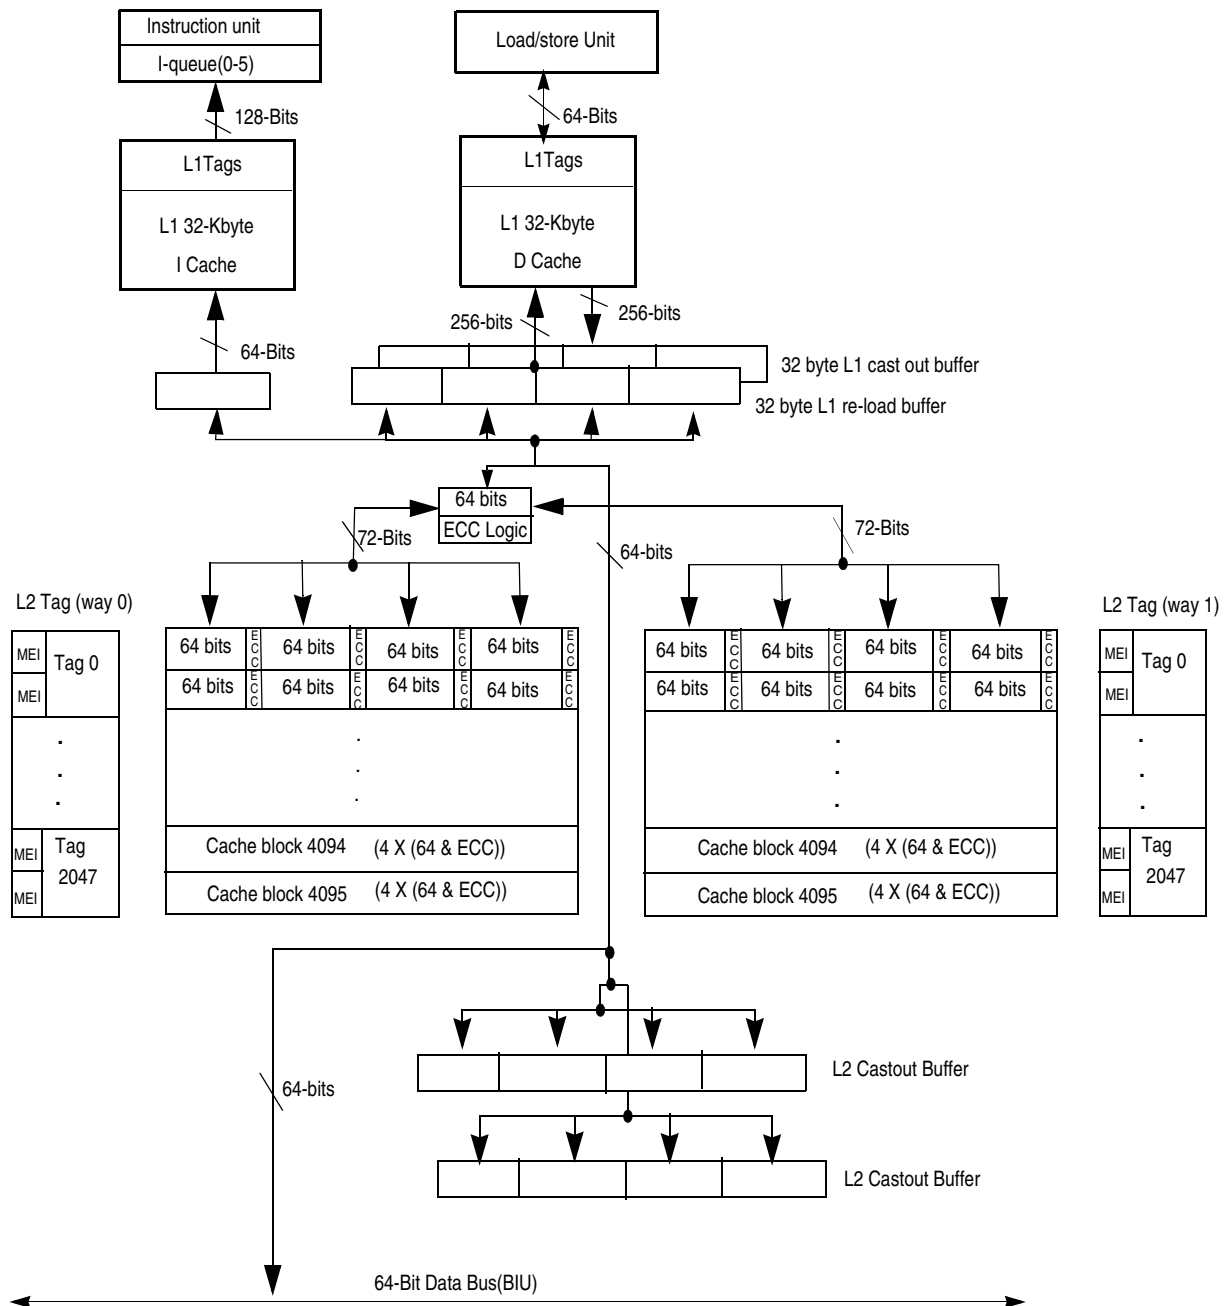 Instruction unit
I-queue(0-5)
Load/store Unit
128-Bits
64-Bits
L1Tags
L1 32-Kbyte
I Cache
L1Tags
L1 32-Kbyte
D Cache
64-Bits
256-bits
256-bits
32 byte L1 cast out buffer
32 byte L1 re-load buffer
64 bits
ECC Logic
72-Bits
64-bits
72-Bits
L2 Tag (way 0)
L2 Tag (way 1)
MEI
Tag 0
MEI
64 bits ECC 64 bits ECC 64 bits ECC 64 bits ECC
64 bits ECC 64 bits ECC 64 bits ECC 64 bits ECC
64 bits ECC 64 bits ECC 64 bits ECC 64 bits ECC
64 bits ECC 64 bits ECC 64 bits ECC 64 bits ECC
MEI
Tag 0
MEI
MEI
Tag
2047
MEI
Cache block 4094 (4 X (64 & ECC))
Cache block 4095 (4 X (64 & ECC))
Cache block 4094 (4 X (64 & ECC))
Cache block 4095 (4 X (64 & ECC))
MEI
Tag
2047
MEI
64-bits
L2 Castout Buffer
L2 Castout Buffer
64-Bit Data Bus(BIU)